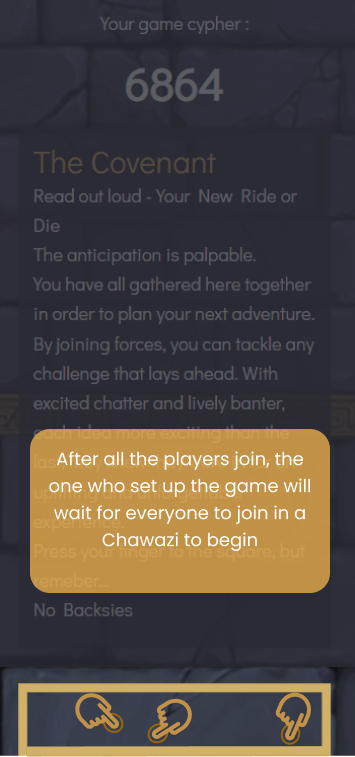 Your game cypher :
6864
The Covenant
Read out loud - Your New Ride or
Die
The anticipation is palpable.
You have all gathered here together
in order to plan your next adventure.
By joining forces, you can tackle any
challenge that lays ahead. With
excited chatter and lively banter,
each idea more exciting than the
After all the players join, the
one who set up the game will
wait for everyone to join in a
Chawazi to begin
experience.
Press your finger to the square, but
remeber...
No Backsies